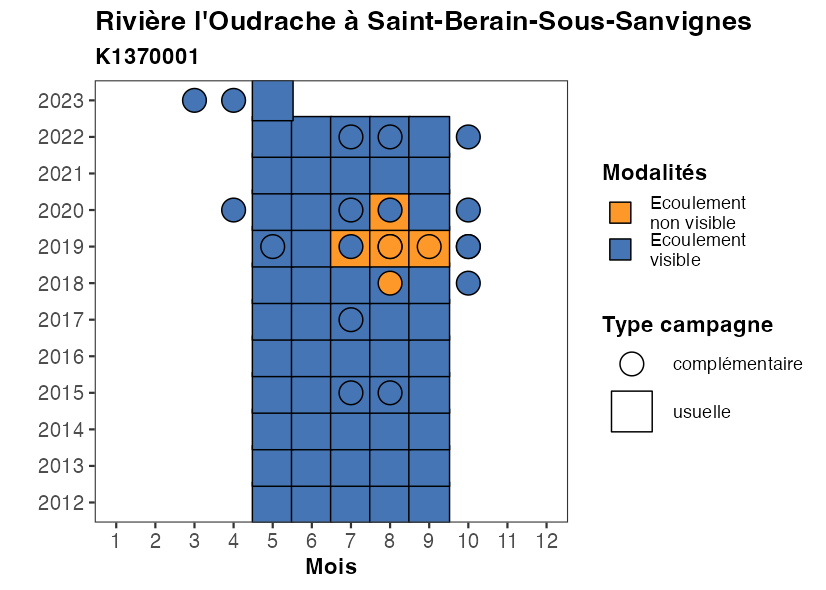 Rivière l'Oudrache à Saint-Berain-Sous-Sanvignes
K1370001
2023
2022
2021
2020
2019
2018
2017
2016
2015
2014
2013
2012
1 2 3 4 5 6 7 8 9 10 11 12
Mois
Modalités
Ecoulement
non visible
Ecoulement
visible
Type campagne
complémentaire
usuelle